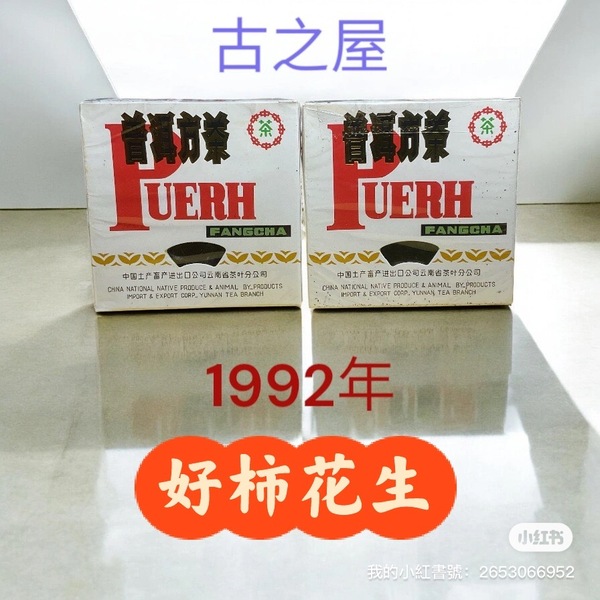 古之屋
普洱方茶
茶
PUERH
FANGCHA
中国土产畜产进出口公司云南省茶叶分公司
CHINA NATIONAL NATIVE PRODUCE & ANIMAL BY-PRODUCTS
IMPORT & EXPORT CORP., YUNNAN TEA BRANCH
普洱方茶
茶
PUERH
FANGCHA
中国土产畜产进出口公司云南省茶叶分公司
CHINA NATIONAL NATIVE PRODUCE & ANIMAL BY-PRODUCTS
IMPORT & EXPORT CORP., YUNNAN TEA BRANCH
1992年
好柿花生
小红书
我的小紅書號：2653066952